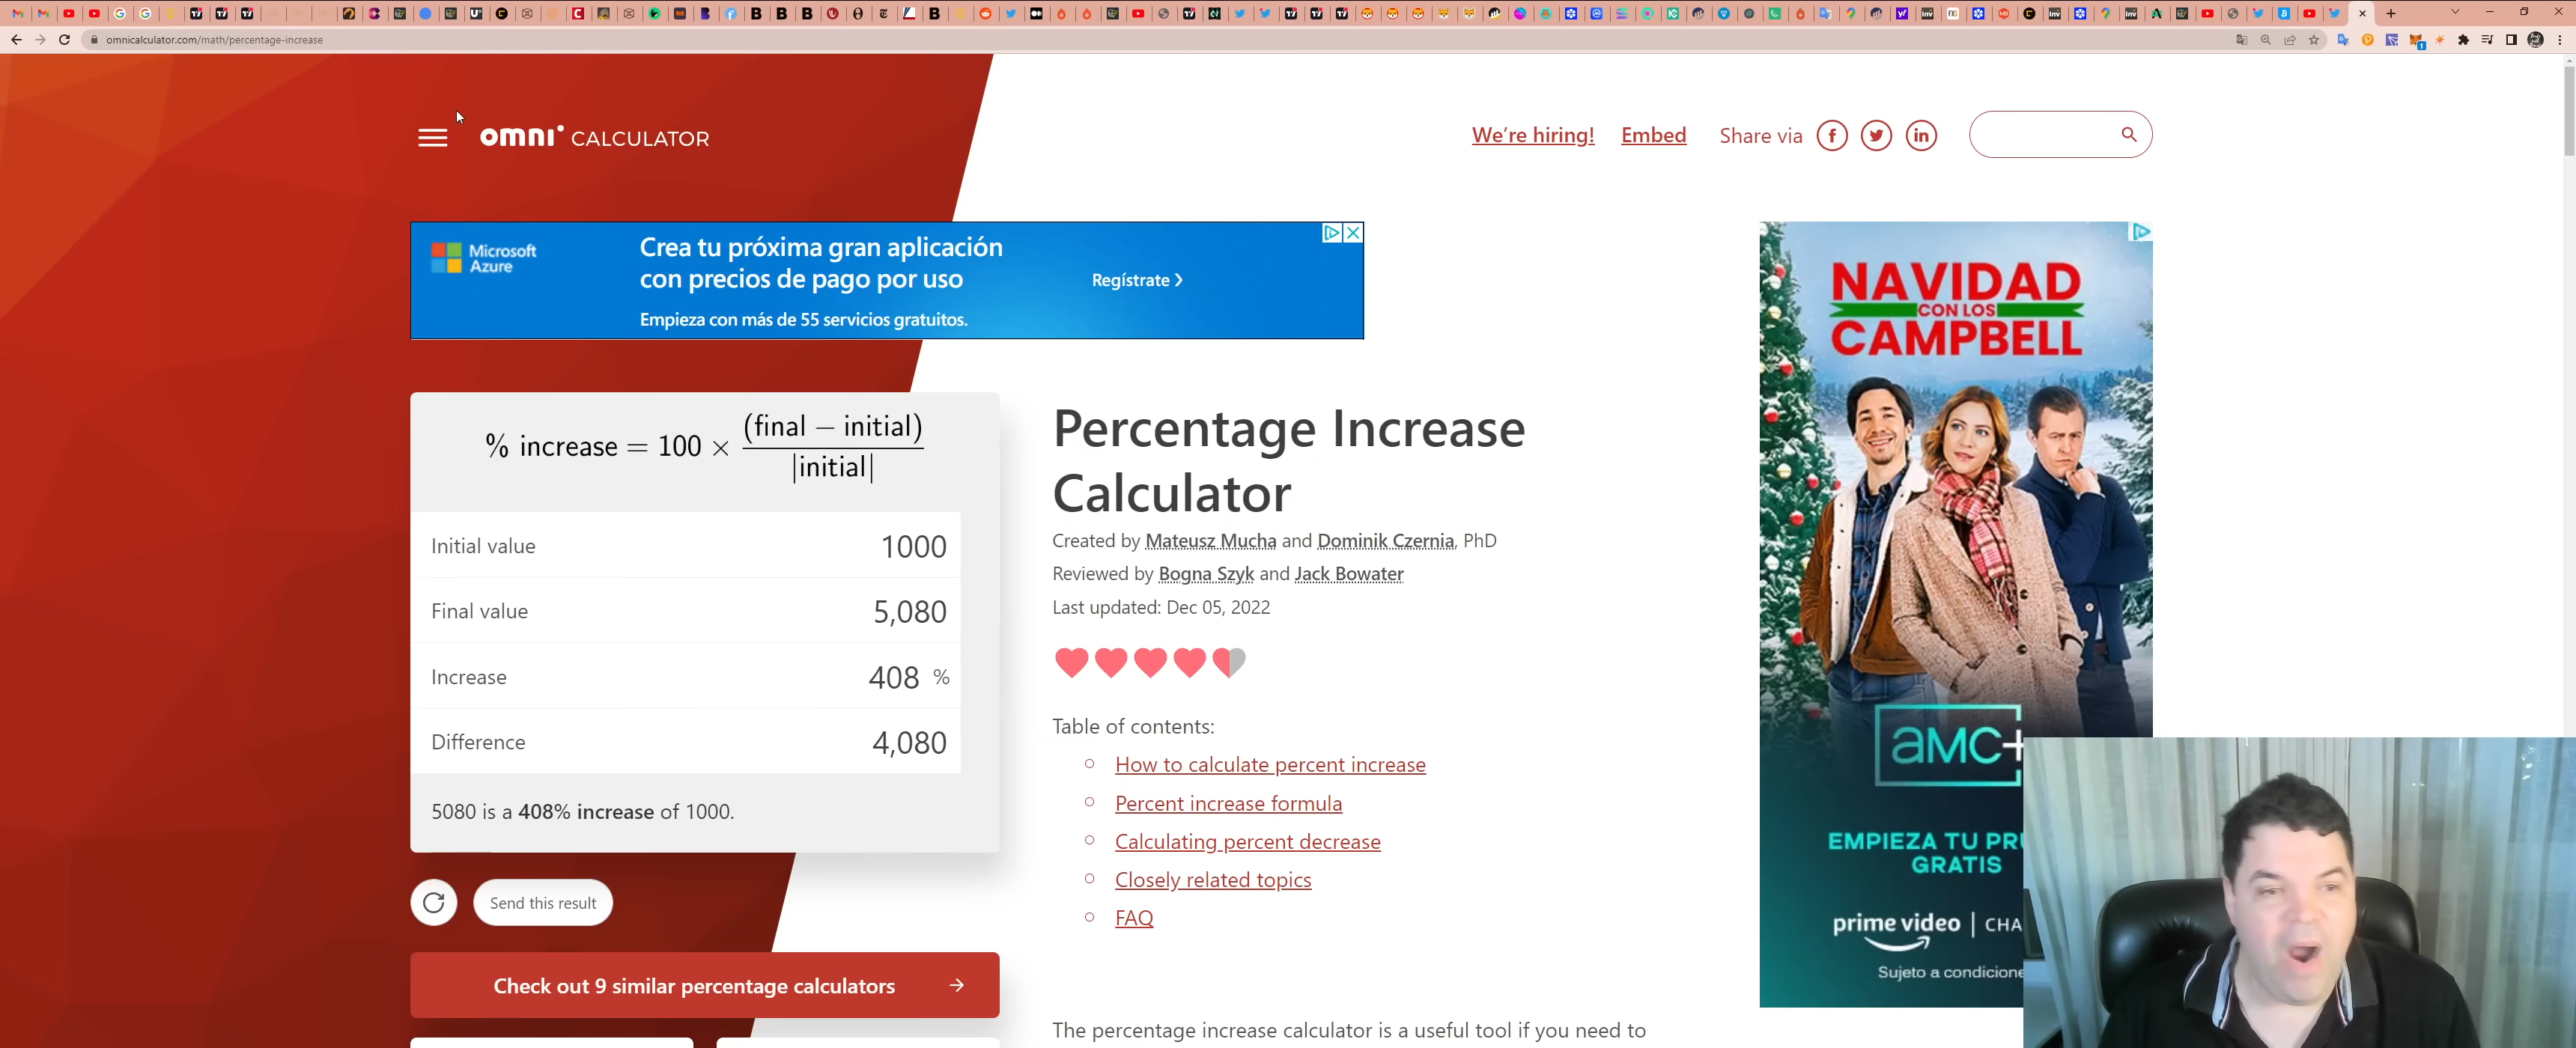 omnicalculator.com/math/percentage-increase
omni CALCULATOR
We're hiring!
Embed
Share via
Microsoft
Azure
Crea tu próxima gran aplicación
con precios de pago por uso
Empieza con más de 55 servicios gratuitos.
Regístrate
NAVIDAD
CON LOS
CAMPBELL
% increase = 100 × (final − initial) / |initial|
Initial value 1000
Final value 5,080
Increase 408 %
Difference 4,080
5080 is a 408% increase of 1000.
Send this result
Check out 9 similar percentage calculators
Percentage Increase
Calculator
Created by Mateusz Mucha and Dominik Czernia, PhD
Reviewed by Bogna Szyk and Jack Bowater
Last updated: Dec 05, 2022
Table of contents:
How to calculate percent increase
Percent increase formula
Calculating percent decrease
Closely related topics
FAQ
The percentage increase calculator is a useful tool if you need to
aMC+
EMPIEZA TU PRU
GRATIS
prime video | CHA
Sujeto a condicione